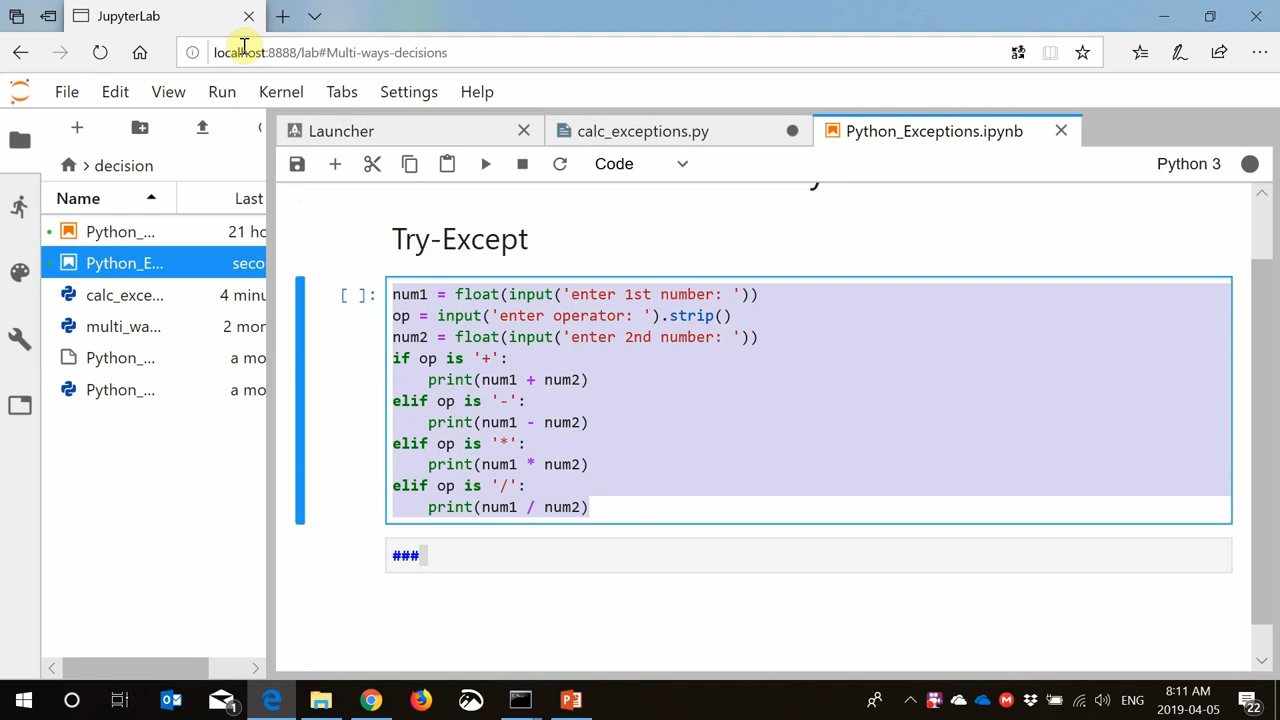 JupyterLab
localhost:8888/lab#Multi-ways-decisions
File Edit View Run Kernel Tabs Settings Help
Launcher
calc_exceptions.py
Python_Exceptions.ipynb
decision
Code
Python 3
Name
Last
Python_... 21 ho
Python_E... seco
calc_exce... 4 minu
multi_wa... 2 mon
Python_... a mo
Python_... a mo
Try-Except
[ ]:
num1 = float(input('enter 1st number: '))
op = input('enter operator: ').strip()
num2 = float(input('enter 2nd number: '))
if op is '+':
    print(num1 + num2)
elif op is '-':
    print(num1 - num2)
elif op is '*':
    print(num1 * num2)
elif op is '/':
    print(num1 / num2)
###
ENG
8:11 AM
2019-04-05
22
1